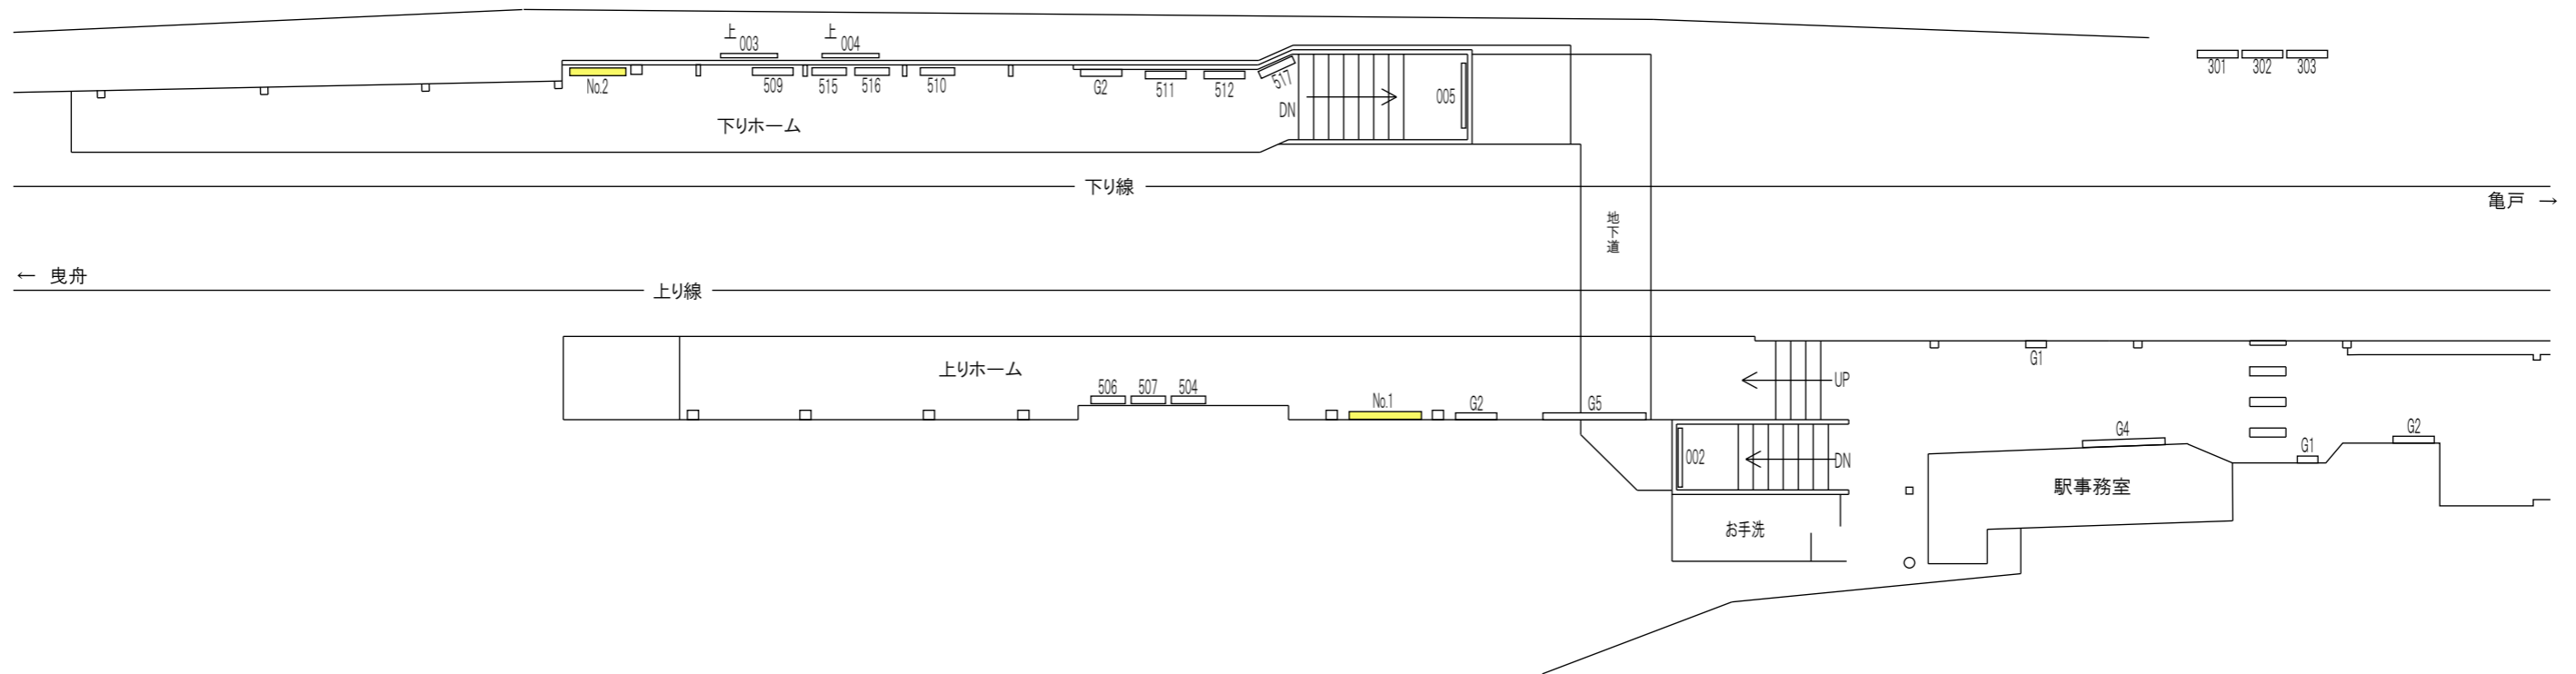 上 003
上 004
301 302 303
No.2
509 515 516 510 G2 511 512 517
DN
005
下りホーム
下り線
亀戸 →
地下道
← 曳舟
上り線
上りホーム
506 507 504
No.1
G2
G5
UP
G1
002
DN
G4
G1
G2
駅事務室
お手洗